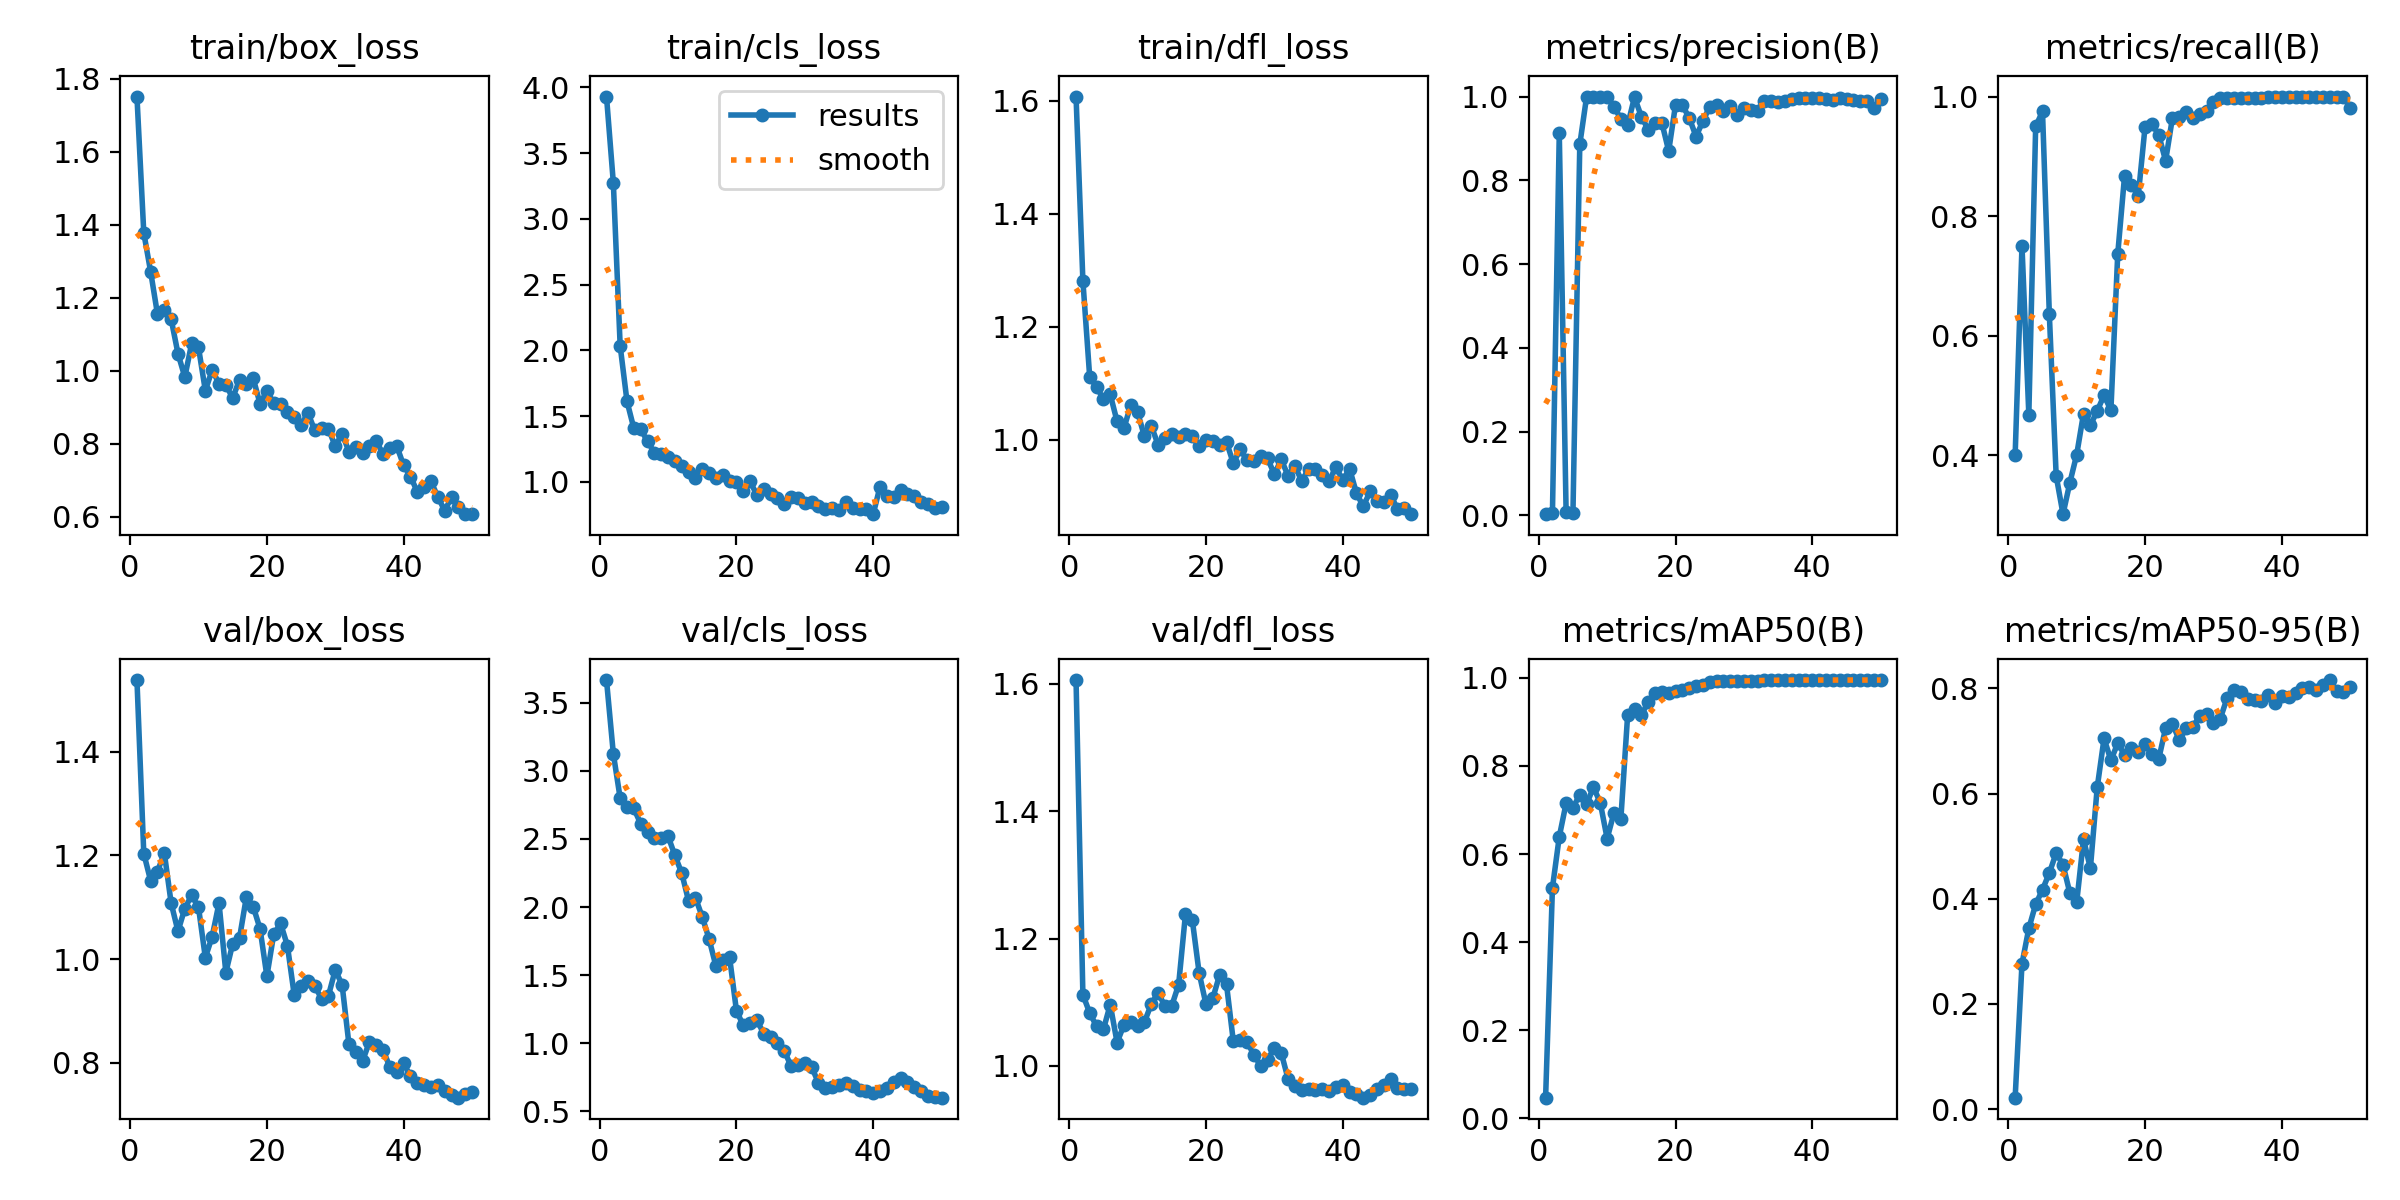 train/box_loss
train/cls_loss
train/dfl_loss
metrics/precision(B)
metrics/recall(B)
1.8
1.6
1.4
1.2
1.0
0.8
0.6
0 20 40
4.0
3.5
3.0
2.5
2.0
1.5
1.0
0 20 40
results
smooth
1.6
1.4
1.2
1.0
0 20 40
1.0
0.8
0.6
0.4
0.2
0.0
0 20 40
1.0
0.8
0.6
0.4
0 20 40
val/box_loss
val/cls_loss
val/dfl_loss
metrics/mAP50(B)
metrics/mAP50-95(B)
1.4
1.2
1.0
0.8
0 20 40
3.5
3.0
2.5
2.0
1.5
1.0
0.5
0 20 40
1.6
1.4
1.2
1.0
0 20 40
1.0
0.8
0.6
0.4
0.2
0.0
0 20 40
0.8
0.6
0.4
0.2
0.0
0 20 40